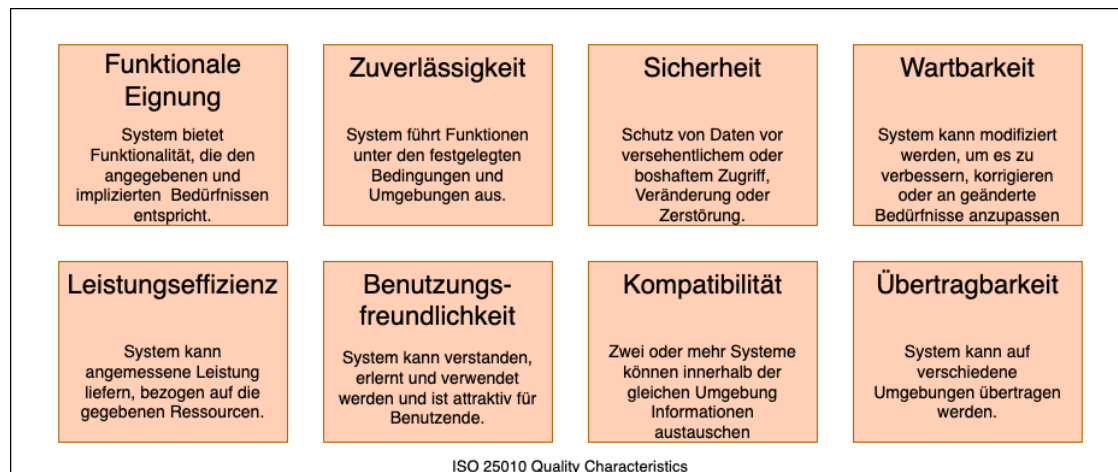 Funktionale
Eignung
System bietet
Funktionalität, die den
angegebenen und
implizierten Bedürfnissen
entspricht.
Zuverlässigkeit
System führt Funktionen
unter den festgelegten
Bedingungen und
Umgebungen aus.
Sicherheit
Schutz von Daten vor
versehentlichem oder
boshaftem Zugriff,
Veränderung oder
Zerstörung.
Wartbarkeit
System kann modifiziert
werden, um es zu
verbessern, korrigieren
oder an geänderte
Bedürfnisse anzupassen
Leistungseffizienz
System kann
angemessene Leistung
liefern, bezogen auf die
gegebenen Ressourcen.
Benutzungs-
freundlichkeit
System kann verstanden,
erlernt und verwendet
werden und ist attraktiv für
Benutzende.
Kompatibilität
Zwei oder mehr Systeme
können innerhalb der
gleichen Umgebung
Informationen
austauschen
Übertragbarkeit
System kann auf
verschiedene
Umgebungen übertragen
werden.
ISO 25010 Quality Characteristics